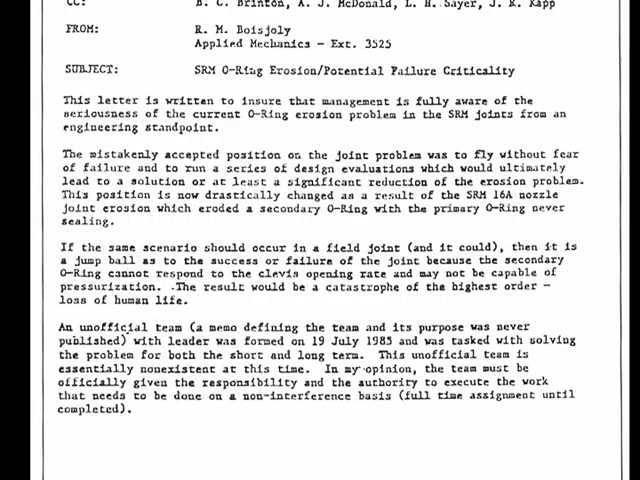 CC: B. C. Brinton, A. J. McDonald, L. H. Sayer, J. R. Kapp
FROM: R. M. Boisjoly
Applied Mechanics - Ext. 3525
SUBJECT: SRM O-Ring Erosion/Potential Failure Criticality
This letter is written to insure that management is fully aware of the
seriousness of the current O-Ring erosion problem in the SRM joints from an
engineering standpoint.
The mistakenly accepted position on the joint problem was to fly without fear
of failure and to run a series of design evaluations which would ultimately
lead to a solution or at least a significant reduction of the erosion problem.
This position is now drastically changed as a result of the SRM 16A nozzle
joint erosion which eroded a secondary O-Ring with the primary O-Ring never
sealing.
If the same scenario should occur in a field joint (and it could), then it is
a jump ball as to the success or failure of the joint because the secondary
O-Ring cannot respond to the clevis opening rate and may not be capable of
pressurization. The result would be a catastrophe of the highest order -
loss of human life.
An unofficial team (a memo defining the team and its purpose was never
published) with leader was formed on 19 July 1985 and was tasked with solving
the problem for both the short and long term. This unofficial team is
essentially nonexistent at this time. In my opinion, the team must be
officially given the responsibility and the authority to execute the work
that needs to be done on a non-interference basis (full time assignment until
completed).